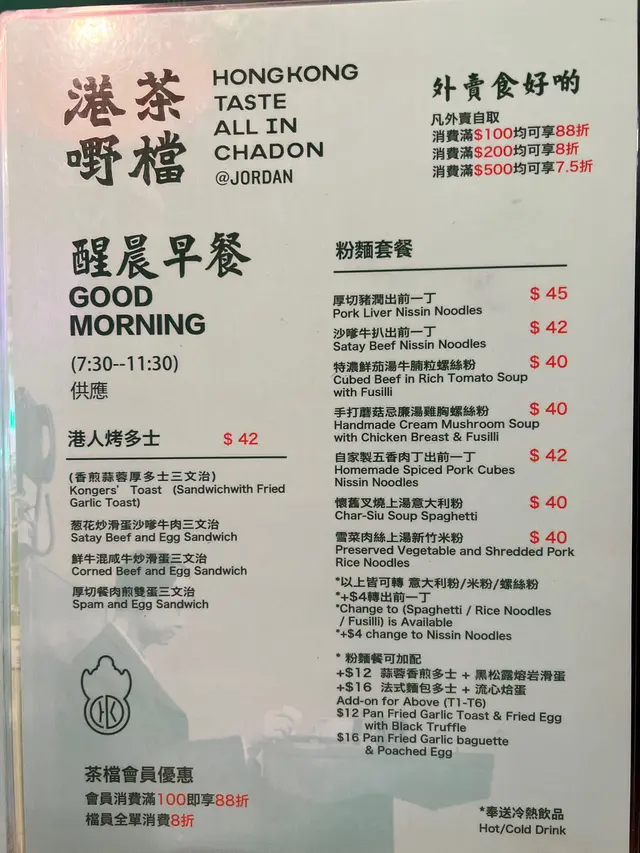 港茶
嘢檔
HONGKONG
TASTE
ALL IN
CHADON
@JORDAN
外賣食好啲
凡外賣自取
消費滿$100均可享88折
消費滿$200均可享8折
消費滿$500均可享7.5折
醒晨早餐
GOOD
MORNING
(7:30--11:30)
供應
港人烤多士 $ 42
(香煎蒜蓉厚多士三文治)
Kongers' Toast (Sandwichwith Fried
Garlic Toast)
葱花炒滑蛋沙嗲牛肉三文治
Satay Beef and Egg Sandwich
鮮牛混咸牛炒滑蛋三文治
Corned Beef and Egg Sandwich
厚切餐肉煎雙蛋三文治
Spam and Egg Sandwich
HK
茶檔會員優惠
會員消費滿100即享88折
檔員全單消費8折
粉麵套餐
厚切豬潤出前一丁 $ 45
Pork Liver Nissin Noodles
沙嗲牛扒出前一丁 $ 42
Satay Beef Nissin Noodles
特濃鮮茄湯牛腩粒螺絲粉 $ 40
Cubed Beef in Rich Tomato Soup
with Fusilli
手打蘑菇忌廉湯雞胸螺絲粉 $ 40
Handmade Cream Mushroom Soup
with Chicken Breast & Fusilli
自家製五香肉丁出前一丁 $ 42
Homemade Spiced Pork Cubes
Nissin Noodles
懷舊叉燒上湯意大利粉 $ 40
Char-Siu Soup Spaghetti
雪菜肉絲上湯新竹米粉 $ 40
Preserved Vegetable and Shredded Pork
Rice Noodles
*以上皆可轉 意大利粉/米粉/螺絲粉
*+$4轉出前一丁
*Change to (Spaghetti / Rice Noodles
/ Fusilli) is Available
*+$4 change to Nissin Noodles
* 粉麵餐可加配
+$12 蒜蓉香煎多士 + 黑松露熔岩滑蛋
+$16 法式麵包多士 + 流心焓蛋
Add-on for Above (T1-T6)
$12 Pan Fried Garlic Toast & Fried Egg
with Black Truffle
$16 Pan Fried Garlic baguette
& Poached Egg
*奉送冷熱飲品
Hot/Cold Drink